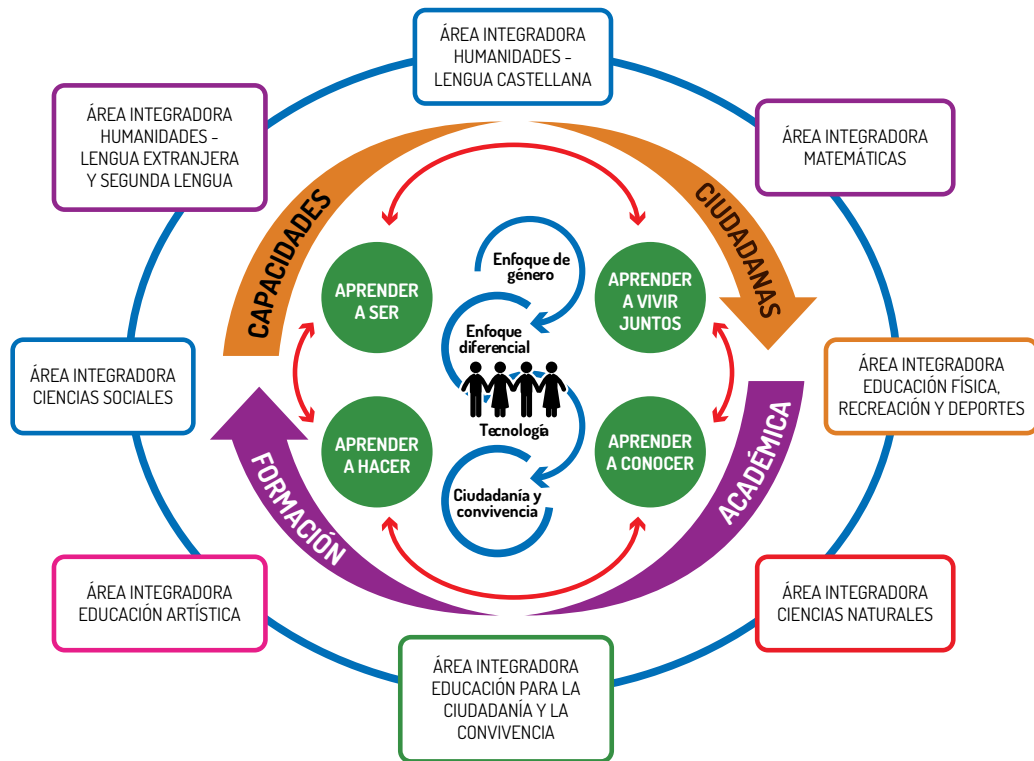 ÁREA INTEGRADORA
HUMANIDADES -
LENGUA CASTELLANA
ÁREA INTEGRADORA
HUMANIDADES -
LENGUA EXTRANJERA
Y SEGUNDA LENGUA
ÁREA INTEGRADORA
MATEMÁTICAS
CAPACIDADES
CIUDADANAS
APRENDER
A SER
Enfoque de
género
APRENDER
A VIVIR
JUNTOS
Enfoque
diferencial
ÁREA INTEGRADORA
CIENCIAS SOCIALES
ÁREA INTEGRADORA
EDUCACIÓN FÍSICA,
RECREACIÓN Y DEPORTES
APRENDER
A HACER
Tecnología
APRENDER
A CONOCER
FORMACIÓN
ACADÉMICA
Ciudadanía y
convivencia
ÁREA INTEGRADORA
EDUCACIÓN ARTÍSTICA
ÁREA INTEGRADORA
CIENCIAS NATURALES
ÁREA INTEGRADORA
EDUCACIÓN PARA LA
CIUDADANÍA Y LA
CONVIVENCIA